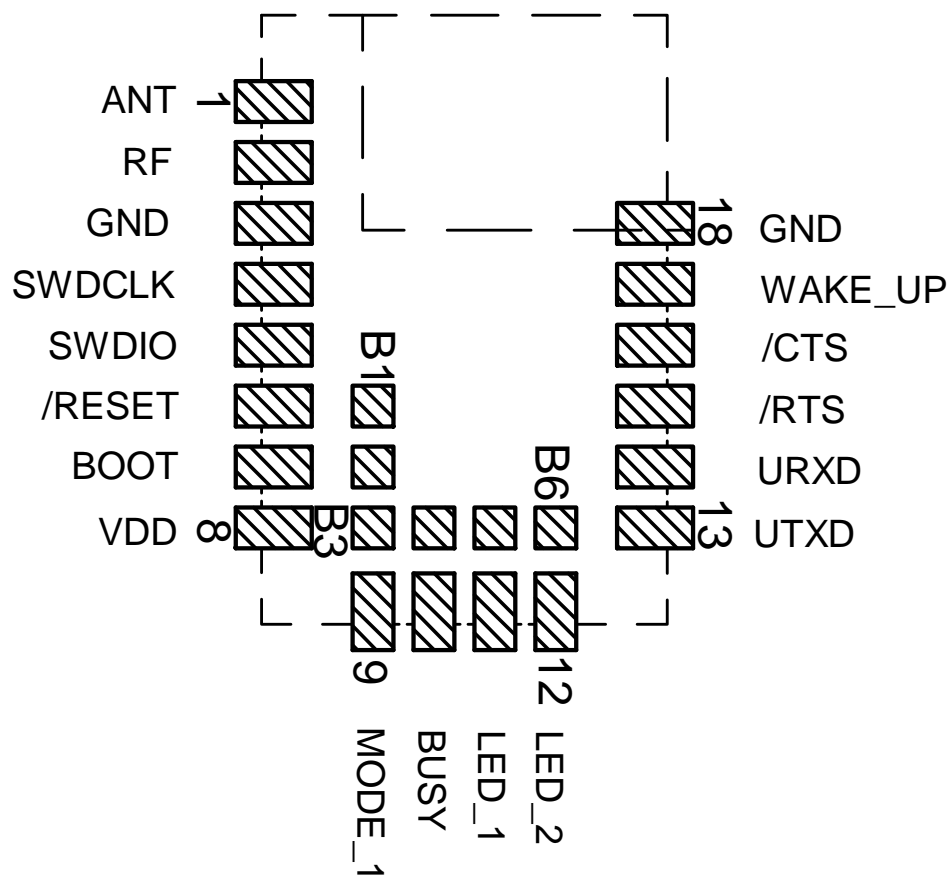 ANT 1
RF
GND
SWDCLK
SWDIO
/RESET
BOOT
VDD 8
B1
B3
B6
18 GND
WAKE_UP
/CTS
/RTS
URXD
13 UTXD
9
12
MODE_1
BUSY
LED_1
LED_2